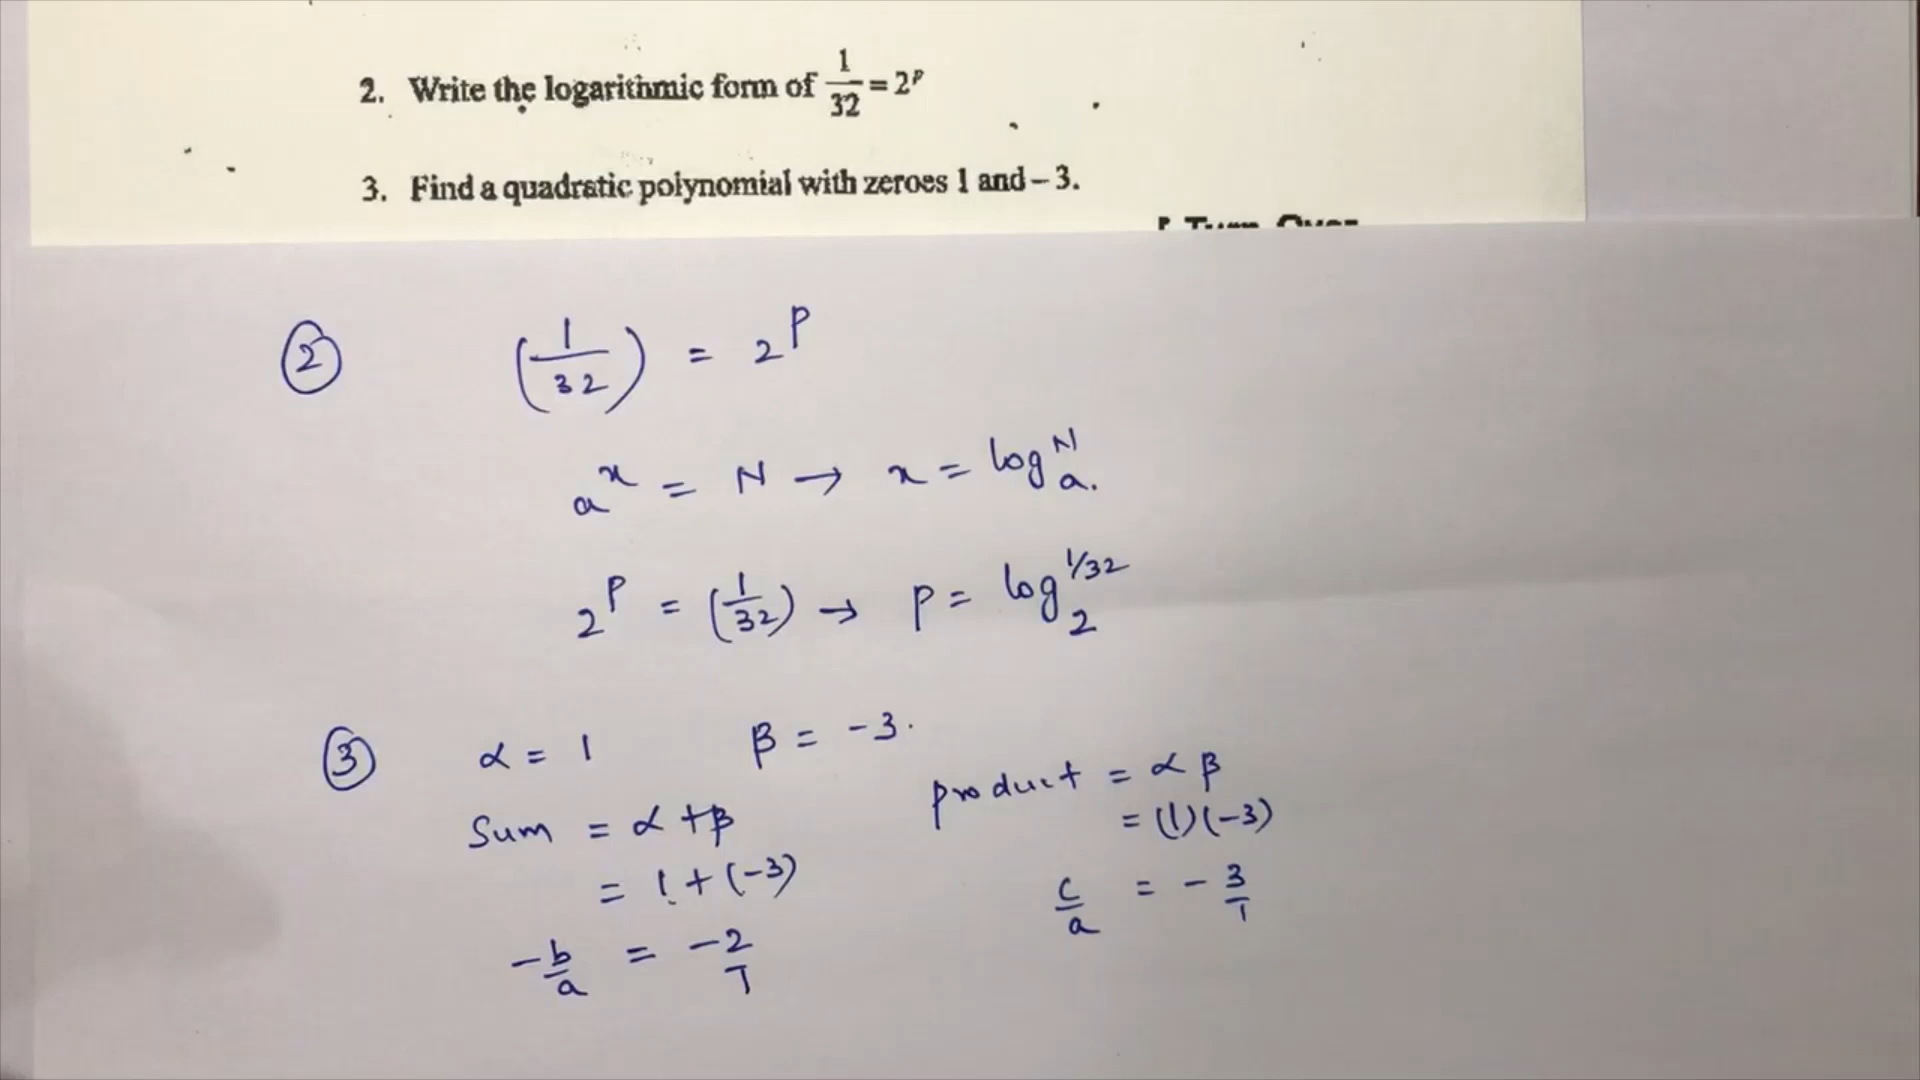 2. Write the logarithmic form of 1/32 = 2^p
3. Find a quadratic polynomial with zeroes 1 and – 3.
② (1/32) = 2^p
a^x = N → x = log_a^N.
2^p = (1/32) → p = log_2^1/32
③ α = 1 β = -3.
Sum = α + β product = α β
= 1 + (-3) = (1)(-3)
-b/a = -2/1 c/a = -3/1